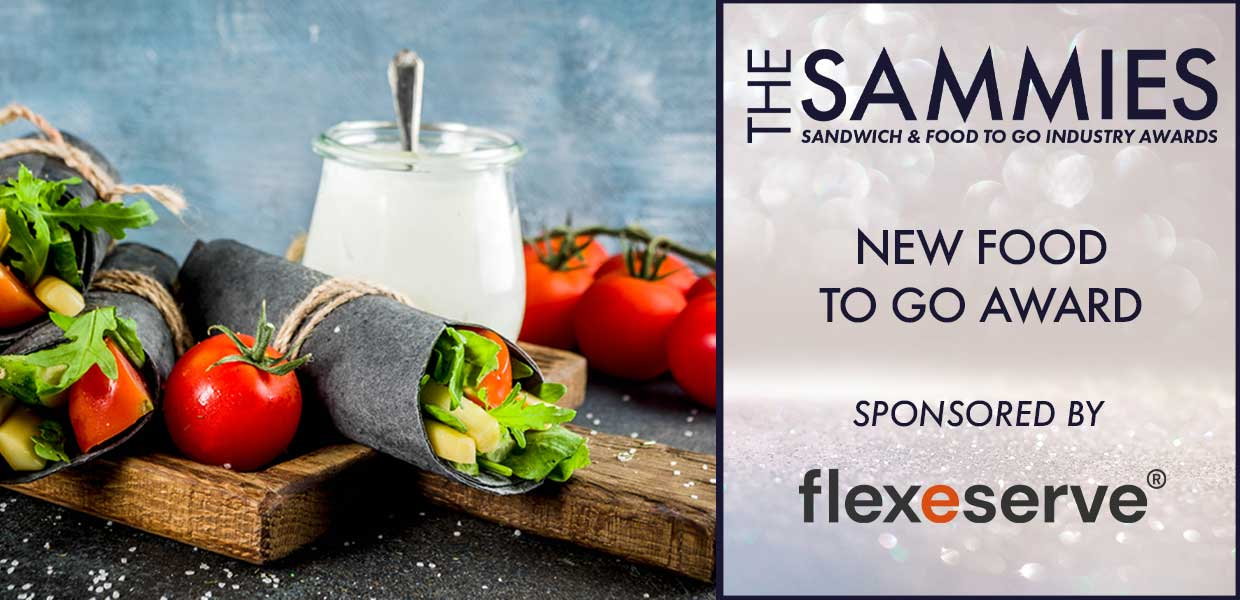 THE SAMMIES
SANDWICH & FOOD TO GO INDUSTRY AWARDS
NEW FOOD
TO GO AWARD
SPONSORED BY
flexeserve®